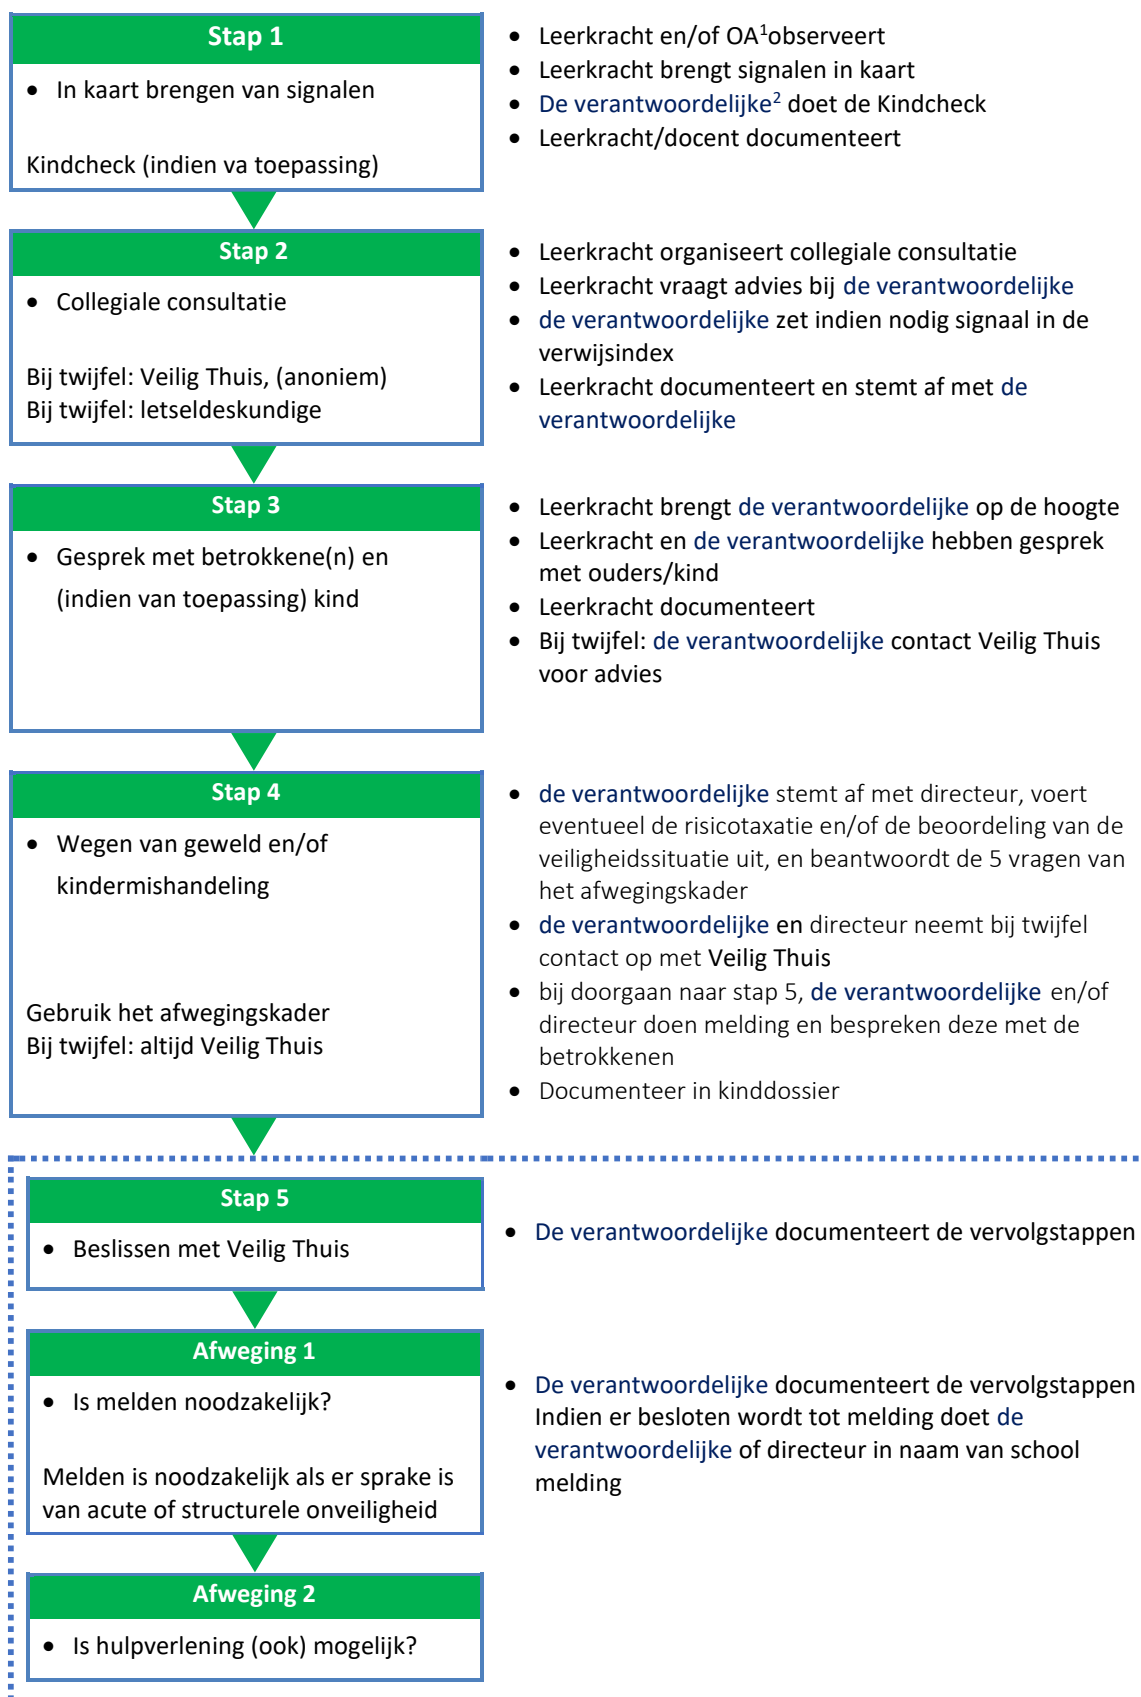 Stap 1
• In kaart brengen van signalen
Kindcheck (indien va toepassing)
• Leerkracht en/of OA¹observeert
• Leerkracht brengt signalen in kaart
• De verantwoordelijke² doet de Kindcheck
• Leerkracht/docent documenteert
Stap 2
• Collegiale consultatie
Bij twijfel: Veilig Thuis, (anoniem)
Bij twijfel: letseldeskundige
• Leerkracht organiseert collegiale consultatie
• Leerkracht vraagt advies bij de verantwoordelijke
• de verantwoordelijke zet indien nodig signaal in de
verwijsindex
• Leerkracht documenteert en stemt af met de
verantwoordelijke
Stap 3
• Gesprek met betrokkene(n) en
(indien van toepassing) kind
• Leerkracht brengt de verantwoordelijke op de hoogte
• Leerkracht en de verantwoordelijke hebben gesprek
met ouders/kind
• Leerkracht documenteert
• Bij twijfel: de verantwoordelijke contact Veilig Thuis
voor advies
Stap 4
• Wegen van geweld en/of
kindermishandeling
Gebruik het afwegingskader
Bij twijfel: altijd Veilig Thuis
• de verantwoordelijke stemt af met directeur, voert
eventueel de risicotaxatie en/of de beoordeling van de
veiligheidssituatie uit, en beantwoordt de 5 vragen van
het afwegingskader
• de verantwoordelijke en directeur neemt bij twijfel
contact op met Veilig Thuis
• bij doorgaan naar stap 5, de verantwoordelijke en/of
directeur doen melding en bespreken deze met de
betrokkenen
• Documenteer in kinddossier
Stap 5
• Beslissen met Veilig Thuis
• De verantwoordelijke documenteert de vervolgstappen
Afweging 1
• Is melden noodzakelijk?
Melden is noodzakelijk als er sprake is
van acute of structurele onveiligheid
• De verantwoordelijke documenteert de vervolgstappen
Indien er besloten wordt tot melding doet de
verantwoordelijke of directeur in naam van school
melding
Afweging 2
• Is hulpverlening (ook) mogelijk?